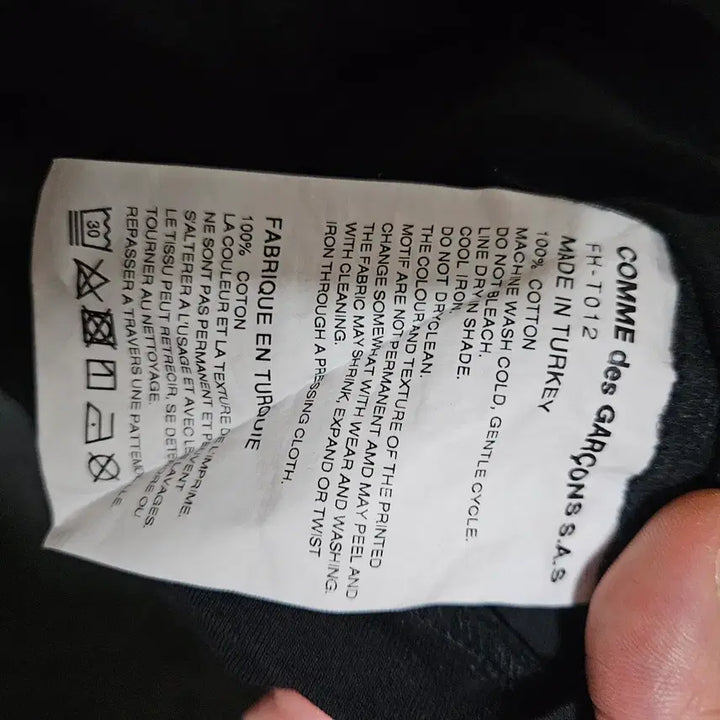 COMME des GARÇONS S.A.S
FH-T012
MADE IN TURKEY
100% COTTON
MACHINE WASH COLD, GENTLE CYCLE.
DO NOT BLEACH.
LINE DRY IN SHADE.
COOL IRON.
DO NOT DRYCLEAN.
THE COLOUR AND TEXTURE OF THE PRINTED
MOTIF ARE NOT PERMANENT AMD MAY PEEL AND
CHANGE SOMEWHAT WITH WEAR AND WASHING.
THE FABRIC MAY SHRINK, EXPAND OR TWIST
WITH CLEANING.
IRON THROUGH A PRESSING CLOTH.
FABRIQUE EN TURQUIE
100% COTON
LA COULEUR ET LA TEXTURE
NE SONT PAS PERMANENT ET
S'ALTERER A L'USAGE ET AVEC
LE TISSU PEUT RETRECIR, SE OU
TOURNER AU NETTOYAGE.
REPASSER A TRAVERS UNE
30